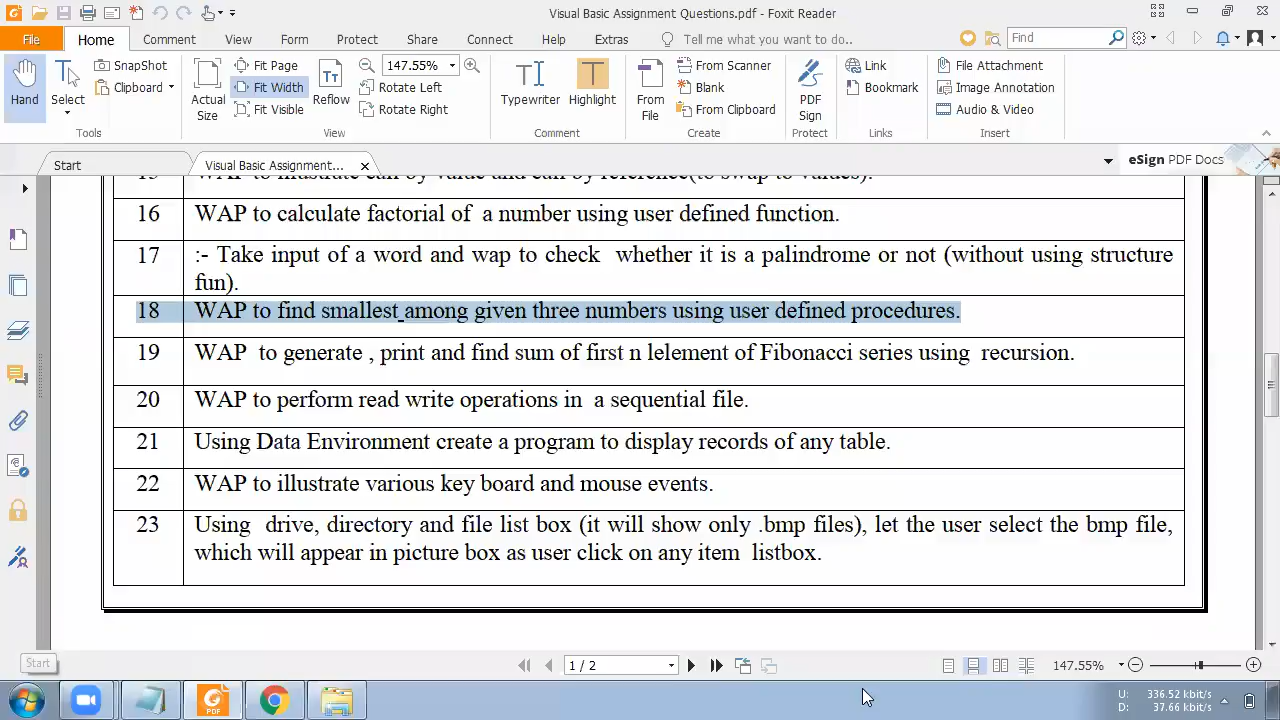 Visual Basic Assignment Questions.pdf - Foxit Reader
File Home Comment View Form Protect Share Connect Help Extras Tell me what you want to do.. Find
Hand
Select
SnapShot
Clipboard
Actual Size
Fit Page
Fit Width
Fit Visible
Reflow
147.55%
Rotate Left
Rotate Right
Typewriter
Highlight
From File
From Scanner
Blank
From Clipboard
PDF Sign
Link
Bookmark
File Attachment
Image Annotation
Audio & Video
Tools View Comment Create Protect Links Insert
Start Visual Basic Assignment... eSign PDF Docs
16 WAP to calculate factorial of a number using user defined function.
17 :- Take input of a word and wap to check whether it is a palindrome or not (without using structure
fun).
18 WAP to find smallest among given three numbers using user defined procedures.
19 WAP to generate , print and find sum of first n lelement of Fibonacci series using recursion.
20 WAP to perform read write operations in a sequential file.
21 Using Data Environment create a program to display records of any table.
22 WAP to illustrate various key board and mouse events.
23 Using drive, directory and file list box (it will show only .bmp files), let the user select the bmp file,
which will appear in picture box as user click on any item listbox.
Start
1 / 2
147.55%
U: 336.52 kbit/s
D: 37.66 kbit/s